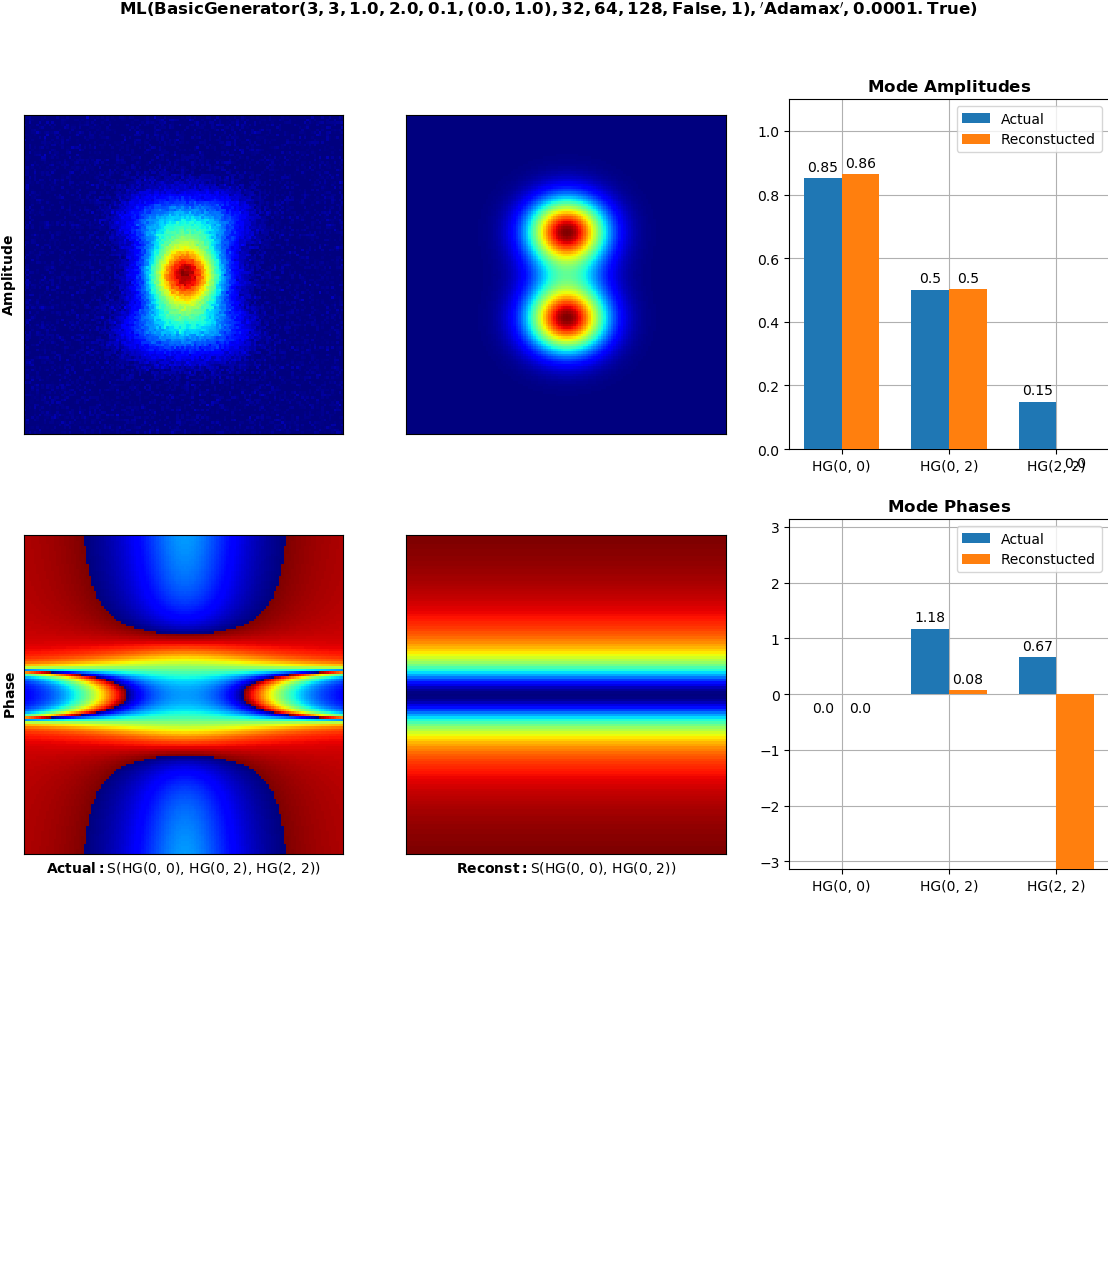 ML(BasicGenerator(3, 3, 1.0, 2.0, 0.1, (0.0, 1.0), 32, 64, 128, False, 1), ′Adamax′, 0.0001. True)
Amplitude
Mode Amplitudes
Actual
Reconstucted
1.0
0.8
0.6
0.4
0.2
0.0
0.85
0.86
0.5
0.5
0.15
0.0
HG(0, 0)
HG(0, 2)
HG(2, 2)
Phase
Actual: S(HG(0, 0), HG(0, 2), HG(2, 2))
Reconst: S(HG(0, 0), HG(0, 2))
Mode Phases
Actual
Reconstucted
3
2
1
0
−1
−2
−3
0.0
0.0
1.18
0.08
0.67
HG(0, 0)
HG(0, 2)
HG(2, 2)